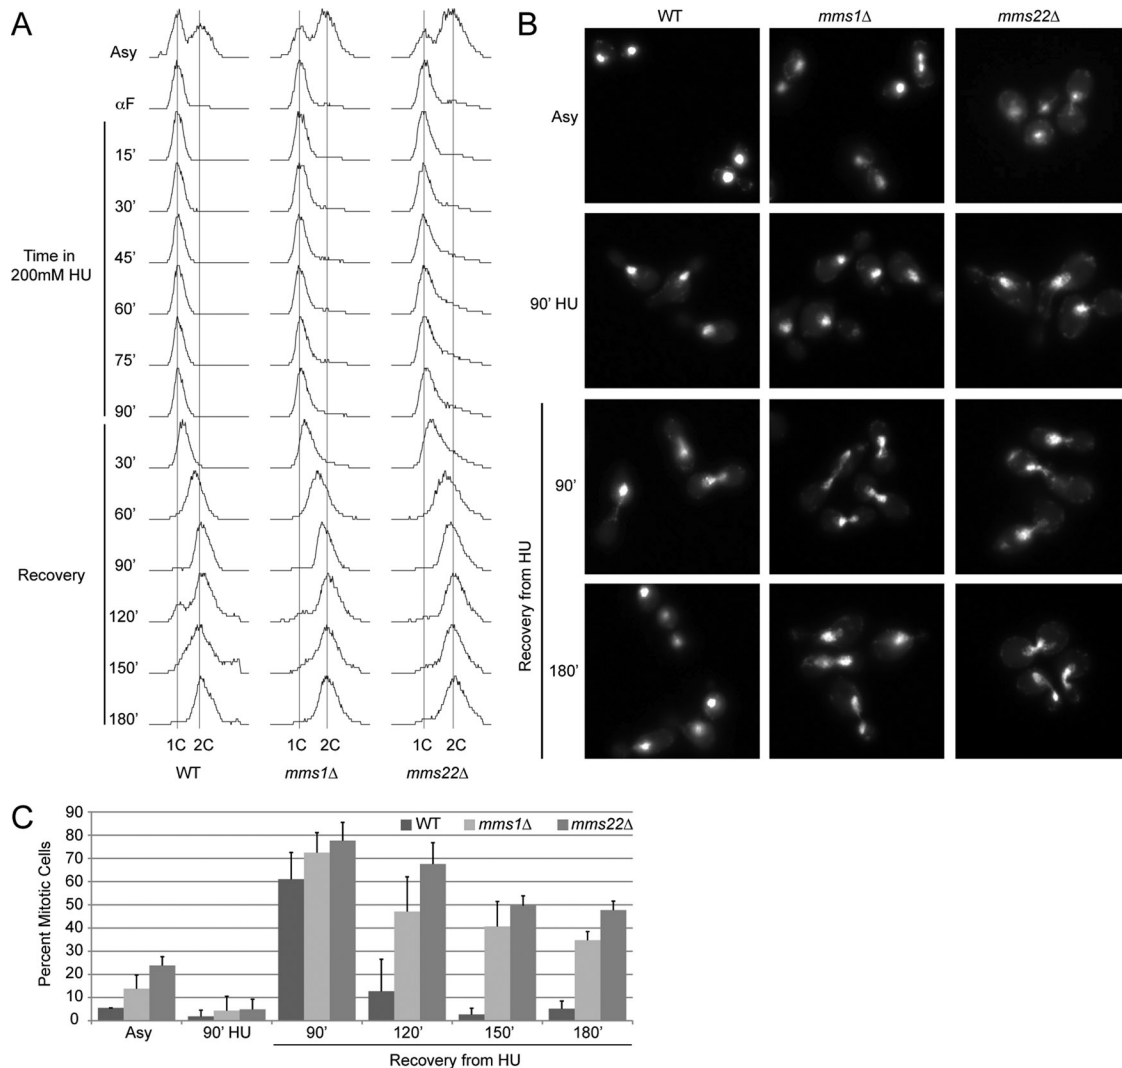 A
Asy
αF
15'
30'
45'
60'
75'
90'
Time in
200mM HU
30'
60'
90'
120'
150'
180'
Recovery
1C 2C 1C 2C 1C 2C
WT mms1Δ mms22Δ
B
WT mms1Δ mms22Δ
Asy
90' HU
90'
180'
Recovery from HU
C
WT mms1Δ mms22Δ
Percent Mitotic Cells
90
80
70
60
50
40
30
20
10
0
Asy 90' HU 90' 120' 150' 180'
Recovery from HU